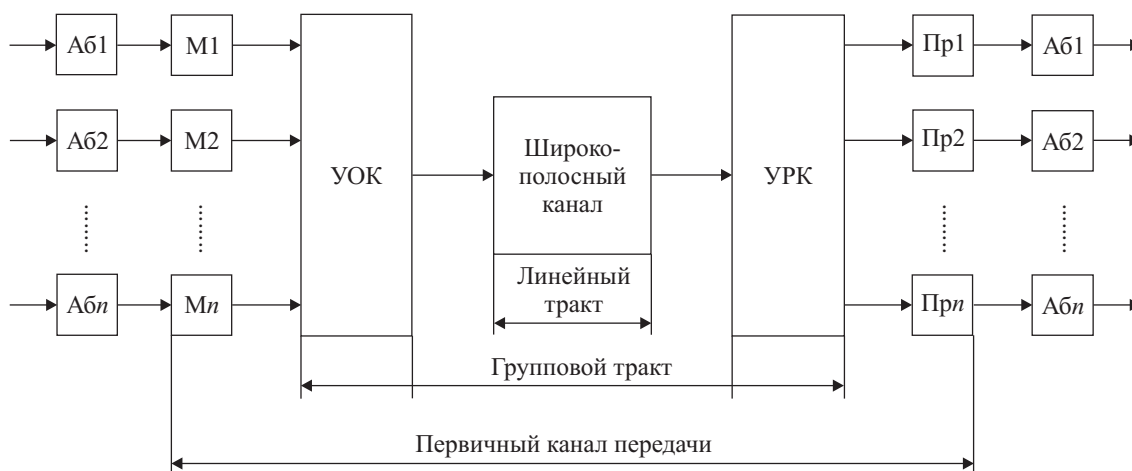 Аб1
М1
Пр1
Аб1
Аб2
М2
УОК
Широко-
полосный
канал
УРК
Пр2
Аб2
Линейный
тракт
Абn
Мn
Прn
Абn
Групповой тракт
Первичный канал передачи